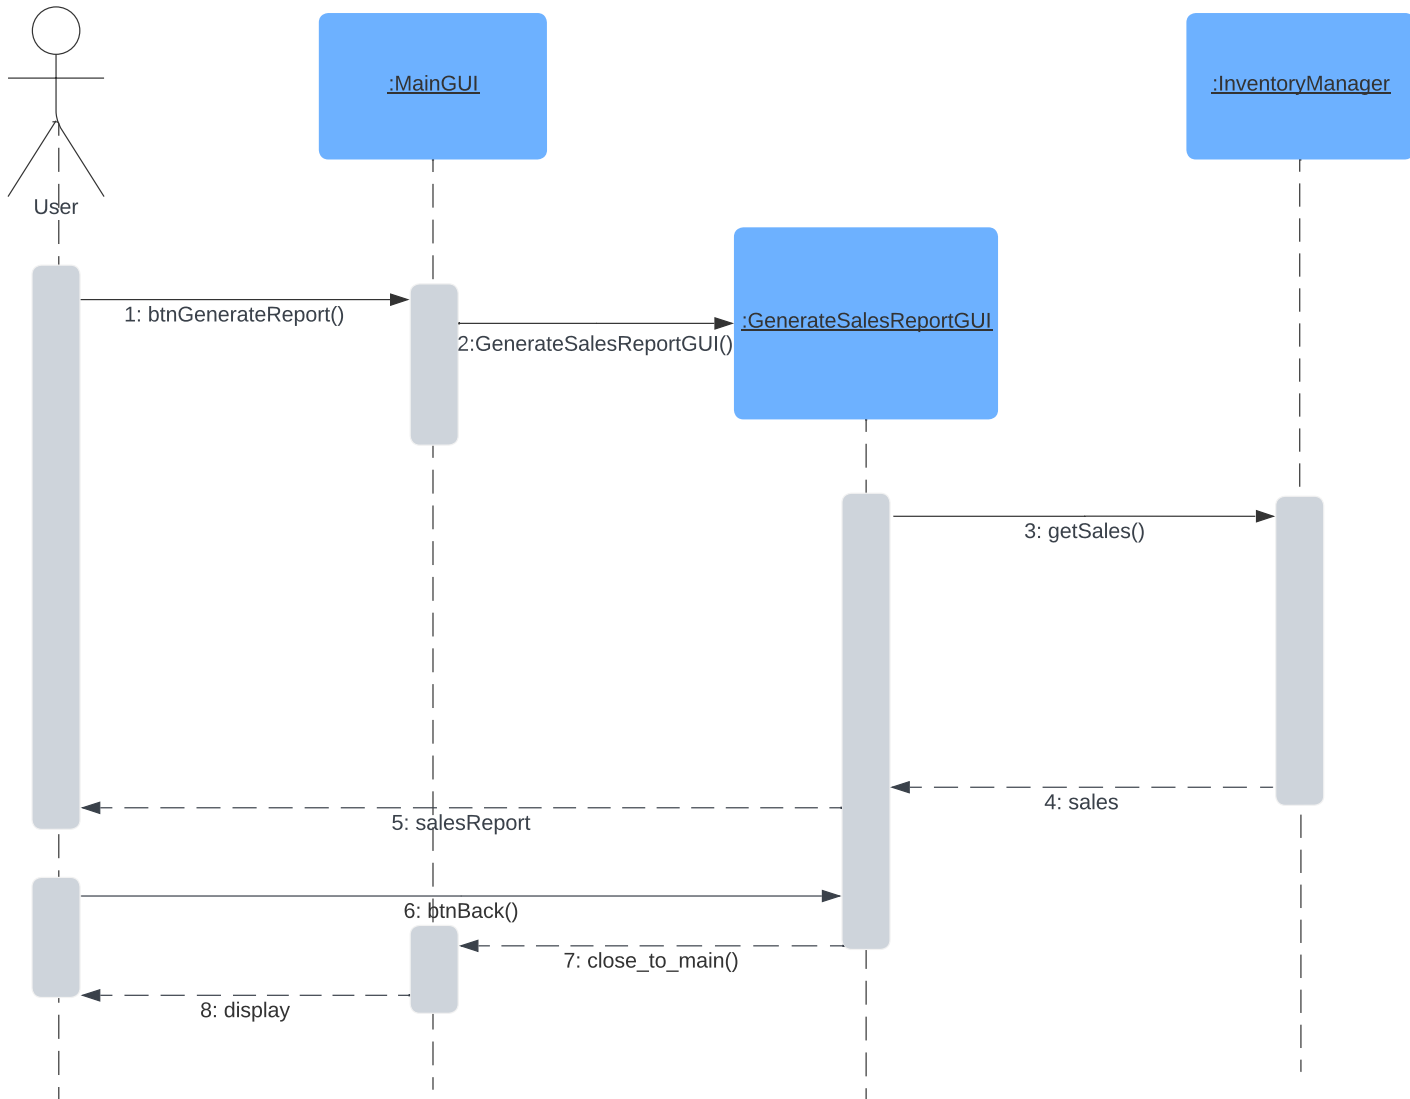 :MainGUI
:InventoryManager
User
:GenerateSalesReportGUI
1: btnGenerateReport()
2:GenerateSalesReportGUI()
3: getSales()
4: sales
5: salesReport
6: btnBack()
7: close_to_main()
8: display